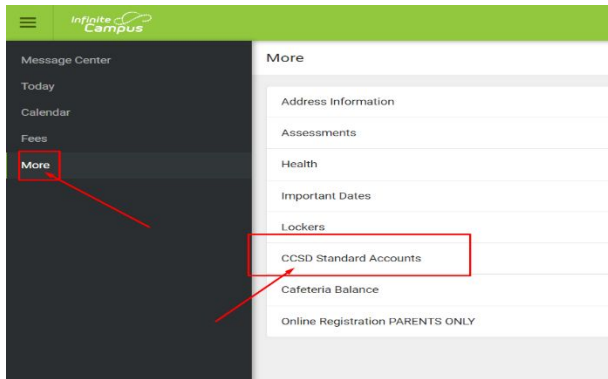 Infinite
Campus
Message Center
Today
Calendar
Fees
More
More
Address Information
Assessments
Health
Important Dates
Lockers
CCSD Standard Accounts
Cafeteria Balance
Online Registration PARENTS ONLY